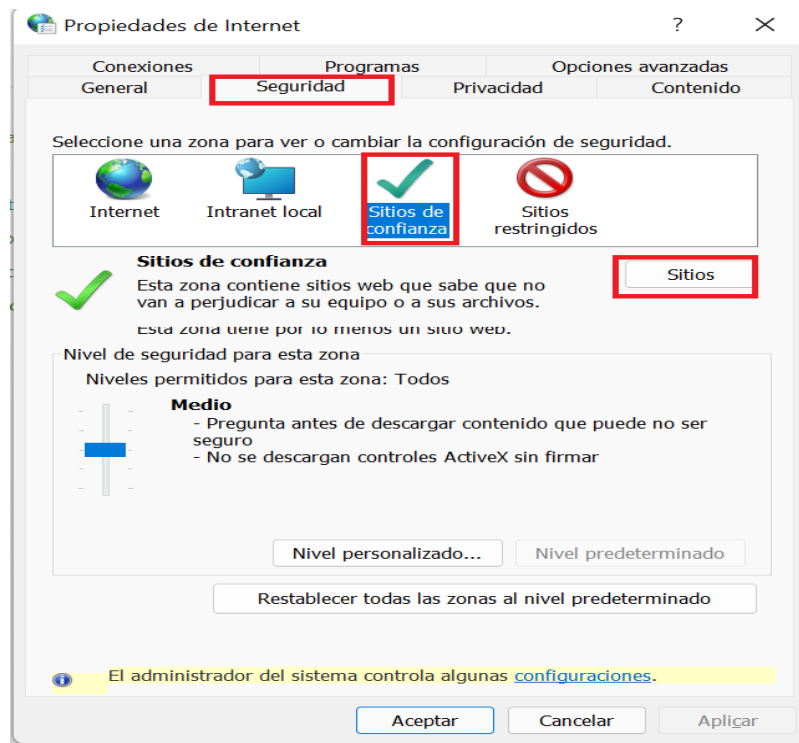 Propiedades de Internet
?
Conexiones Programas Opciones avanzadas
General Seguridad Privacidad Contenido
Seleccione una zona para ver o cambiar la configuración de seguridad.
Internet Intranet local Sitios de confianza Sitios restringidos
Sitios de confianza
Sitios
Esta zona contiene sitios web que sabe que no
van a perjudicar a su equipo o a sus archivos.
Esta zona tiene por lo menos un sitio web.
Nivel de seguridad para esta zona
Niveles permitidos para esta zona: Todos
Medio
- Pregunta antes de descargar contenido que puede no ser
seguro
- No se descargan controles ActiveX sin firmar
Nivel personalizado... Nivel predeterminado
Restablecer todas las zonas al nivel predeterminado
El administrador del sistema controla algunas configuraciones.
Aceptar Cancelar Aplicar